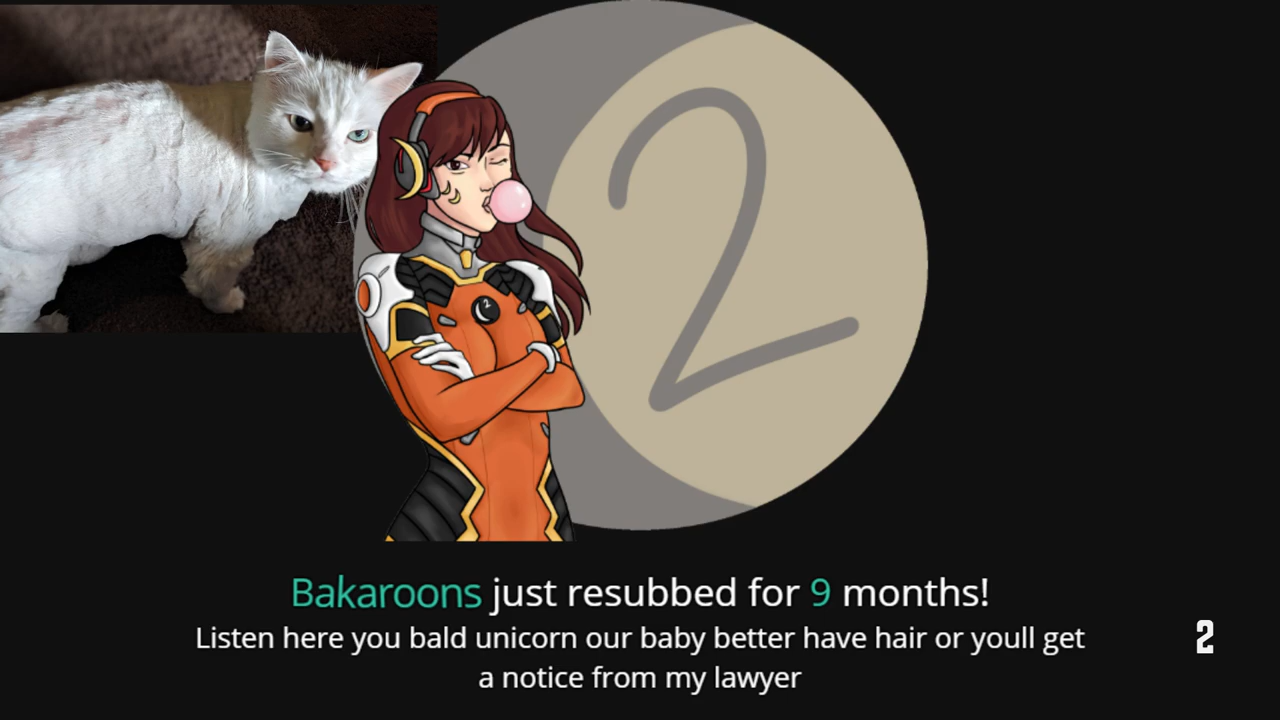 2
2
Bakaroons just resubbed for 9 months!
Listen here you bald unicorn our baby better have hair or youll get
a notice from my lawyer
2